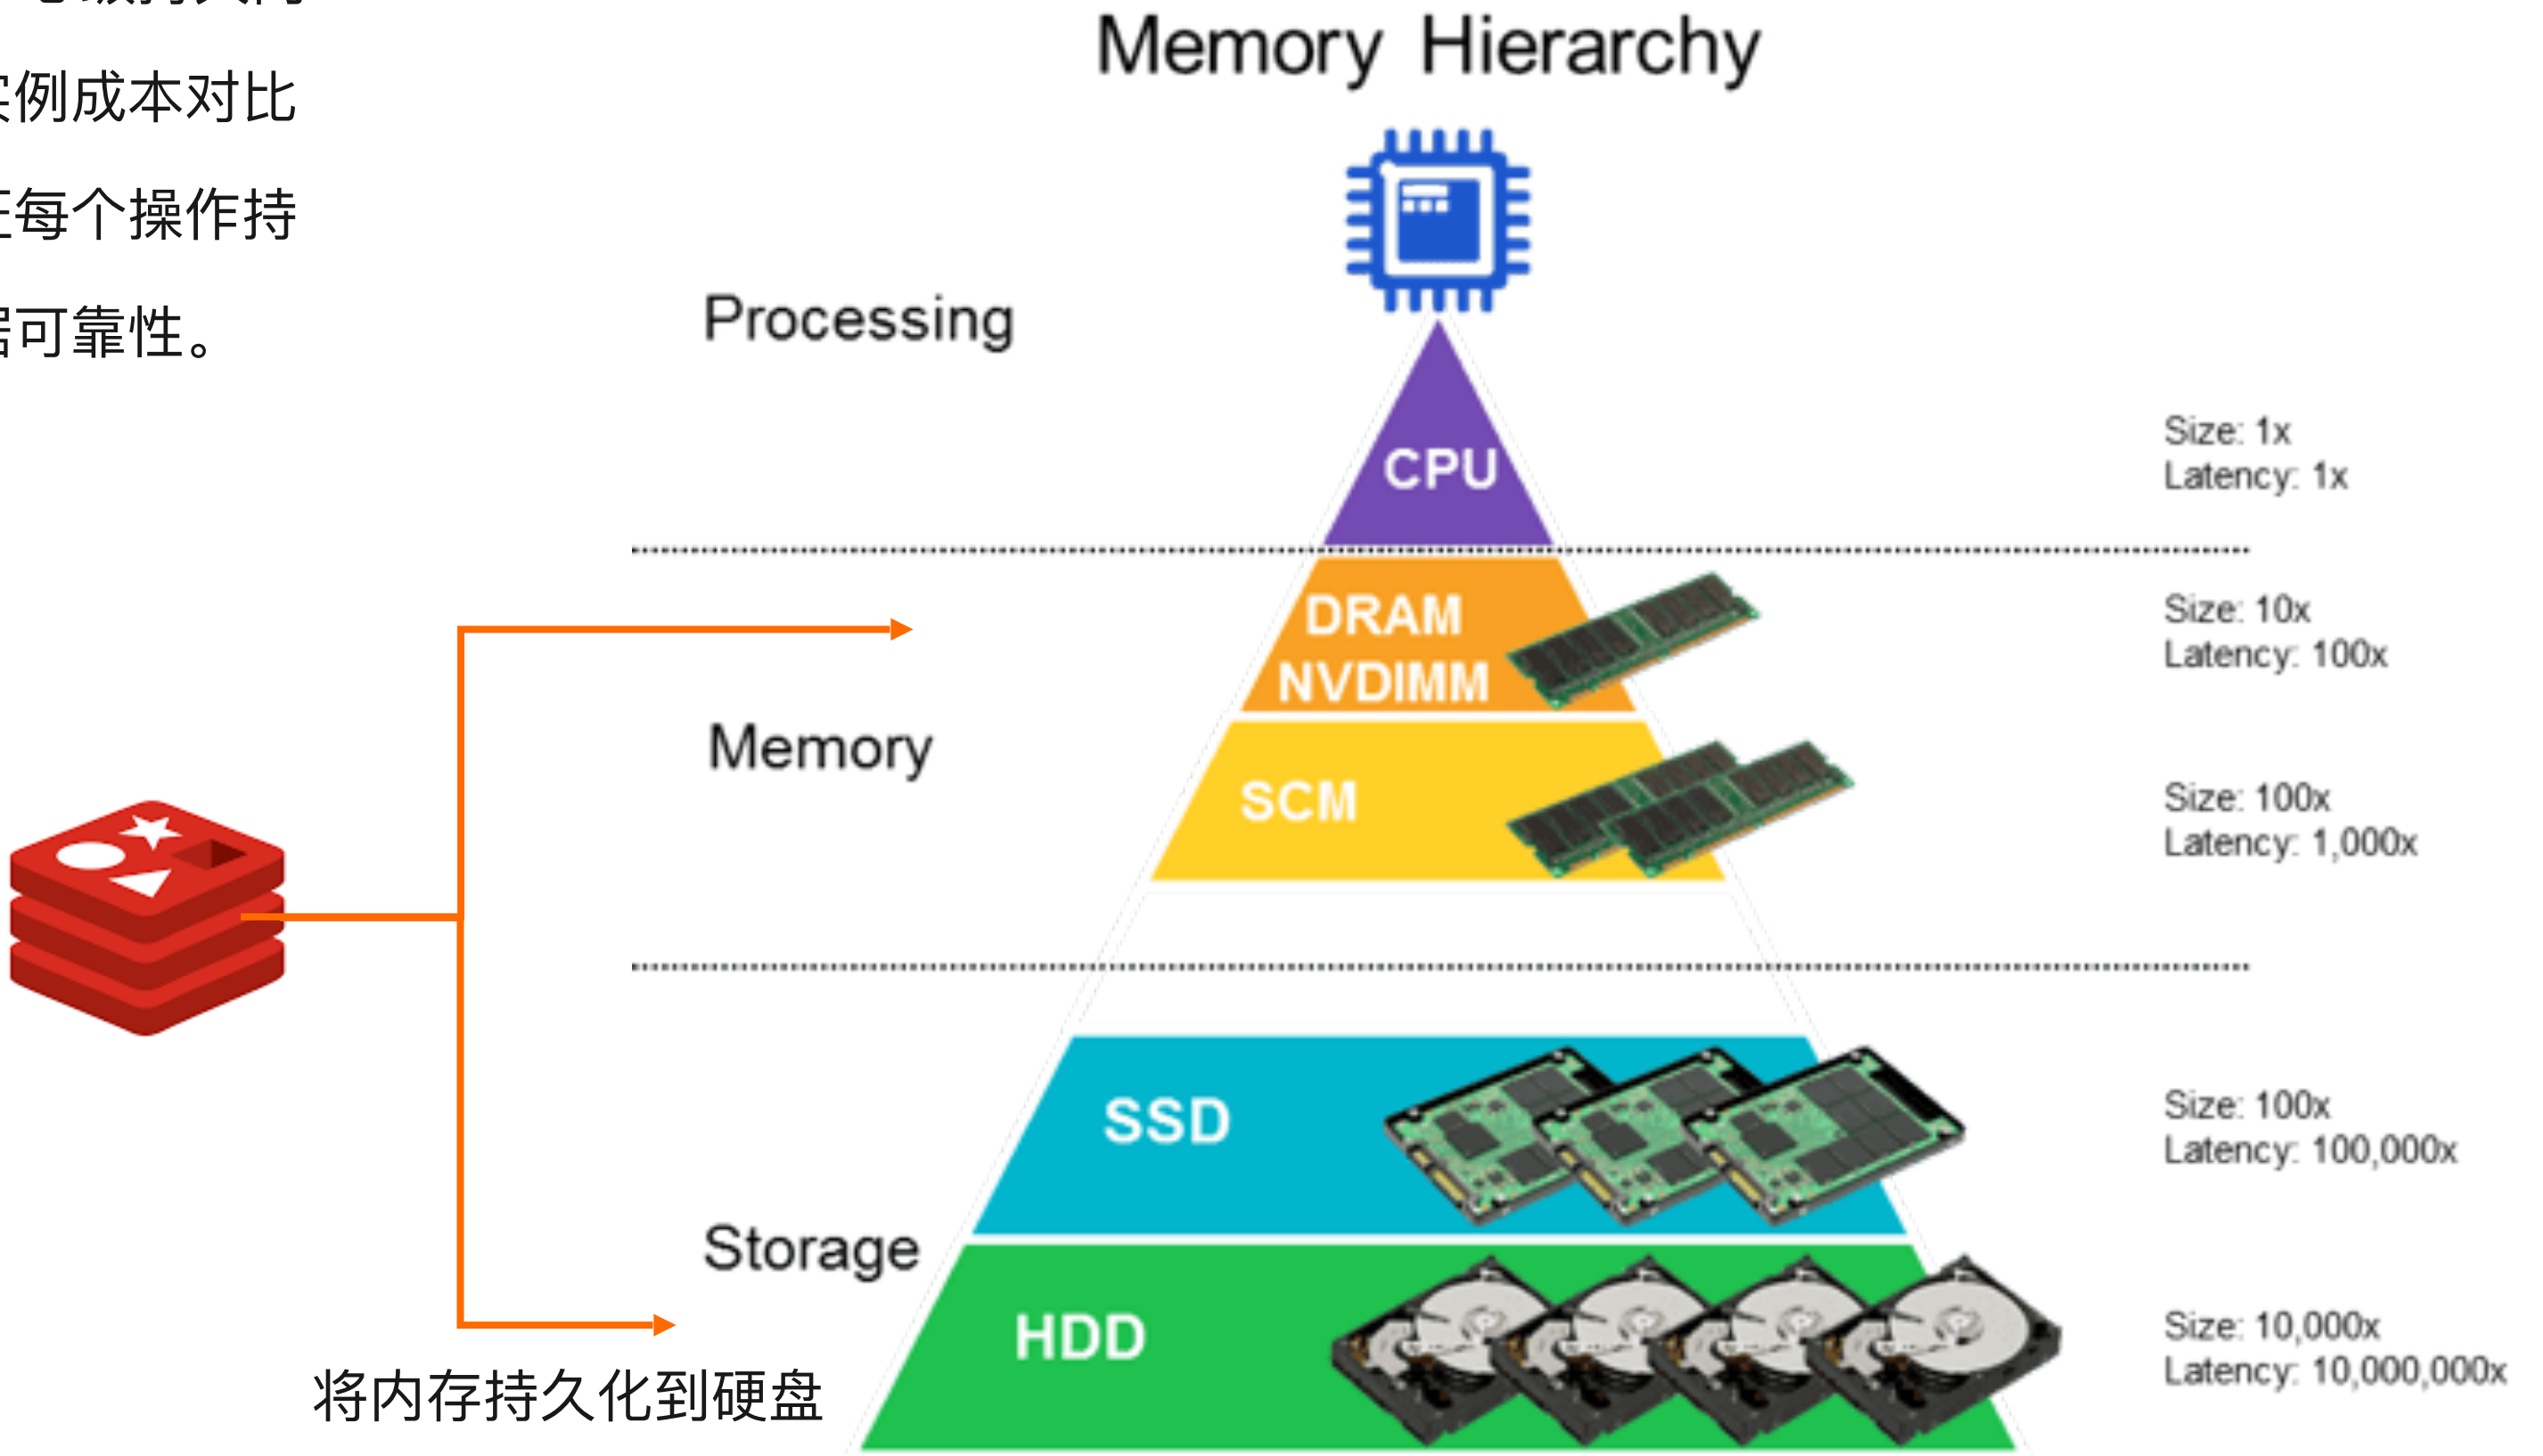 例成本对比
每个操作持
可靠性。
Memory Hierarchy
Processing
CPU
Size: 1x
Latency: 1x
DRAM
NVDIMM
Size: 10x
Latency: 100x
Memory
SCM
Size: 100x
Latency: 1,000x
SSD
Size: 100x
Latency: 100,000x
Storage
HDD
Size: 10,000x
Latency: 10,000,000x
将内存持久化到硬盘